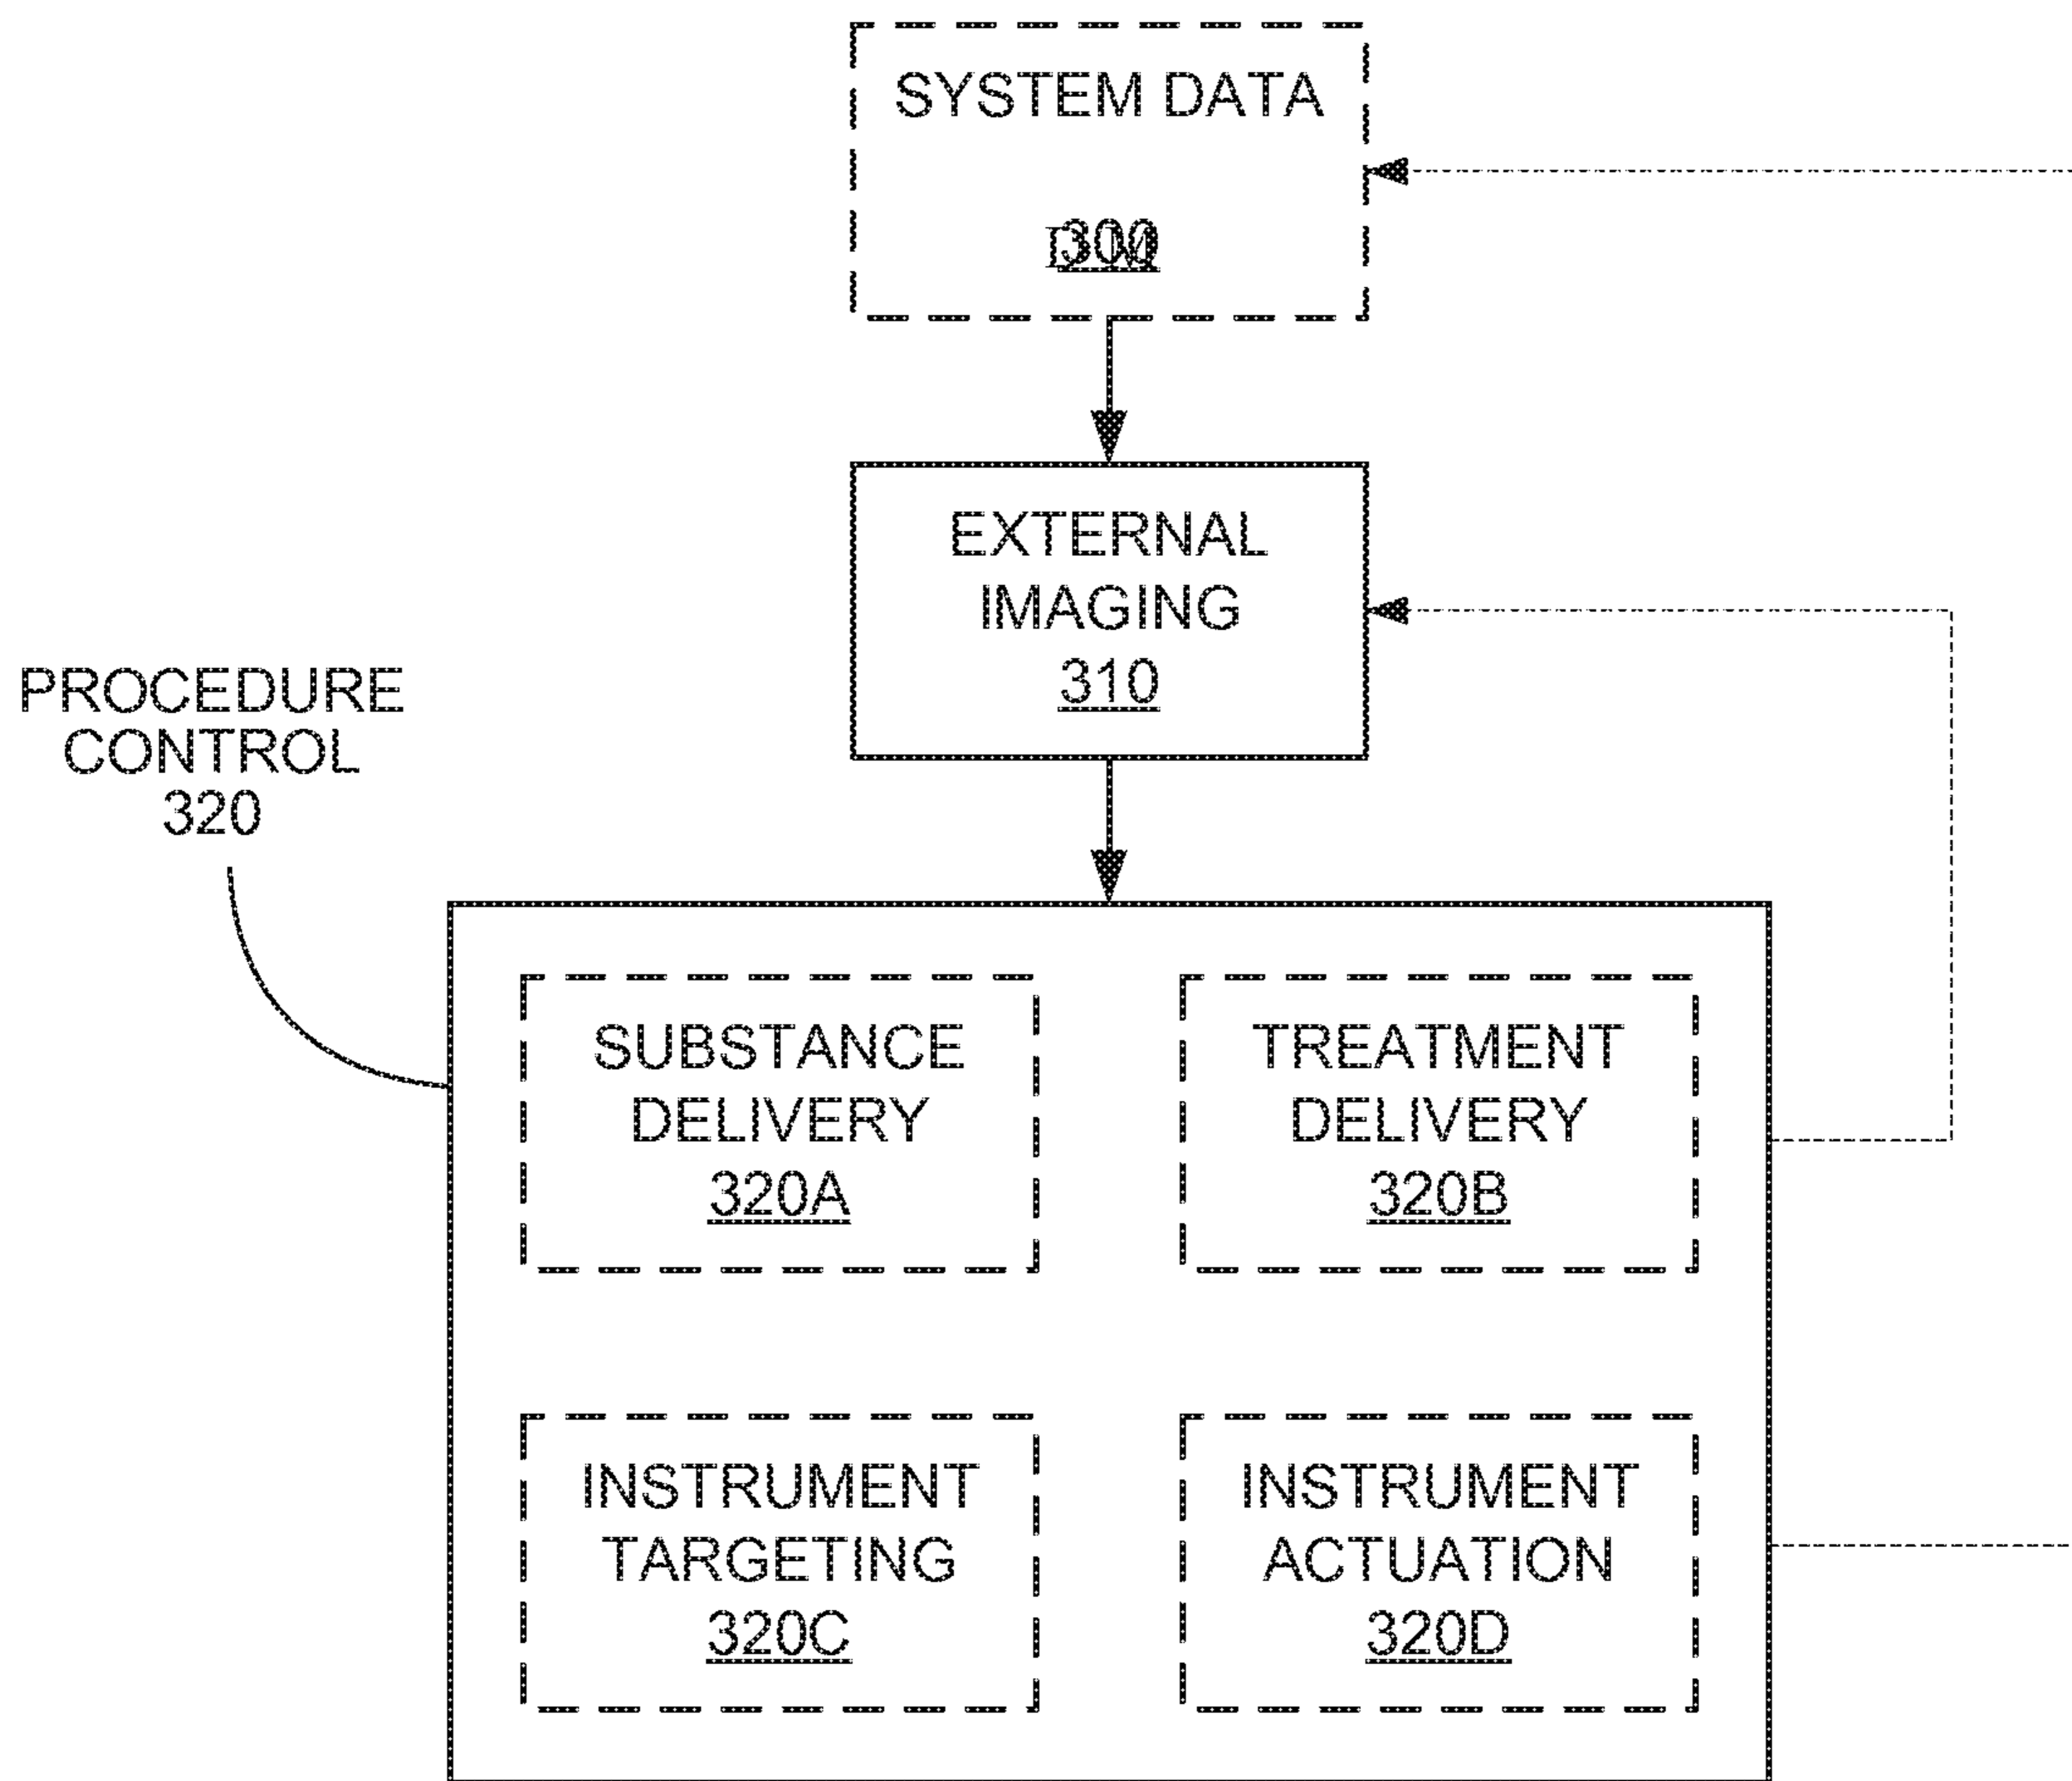 SYSTEM DATA
300
EXTERNAL
IMAGING
310
PROCEDURE
CONTROL
320
SUBSTANCE
DELIVERY
320A
TREATMENT
DELIVERY
320B
INSTRUMENT
TARGETING
320C
INSTRUMENT
ACTUATION
320D